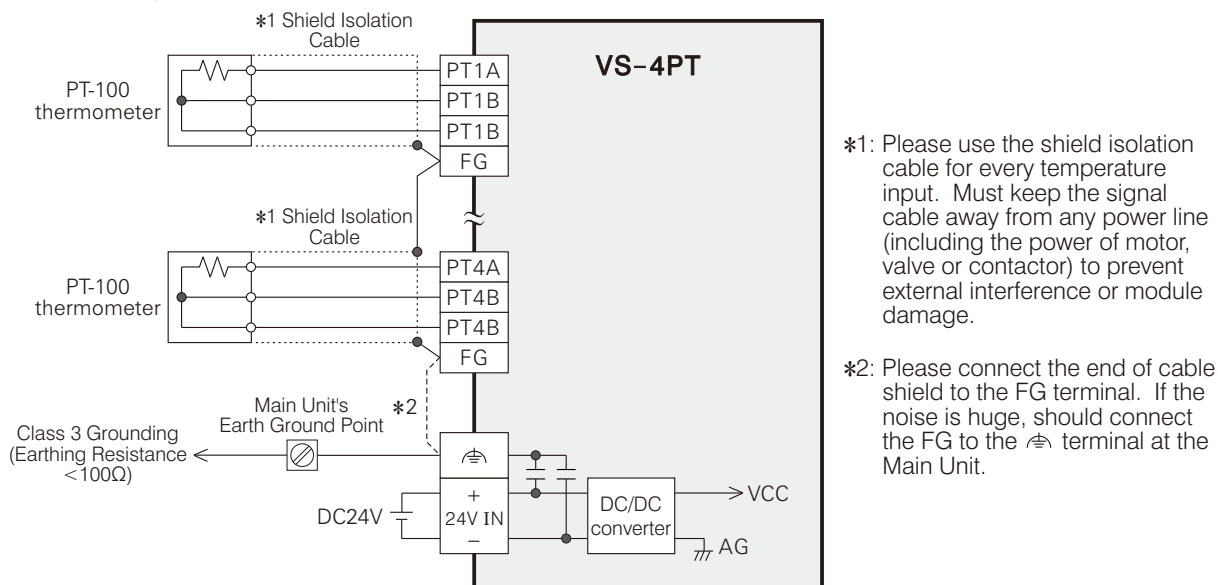 *1 Shield Isolation
Cable
PT-100
thermometer
PT1A
PT1B
PT1B
FG
VS-4PT
*1 Shield Isolation
Cable
PT-100
thermometer
PT4A
PT4B
PT4B
FG
*2
Main Unit's
Earth Ground Point
Class 3 Grounding
(Earthing Resistance
<100Ω)
DC24V
+
24V IN
−
DC/DC
converter
VCC
AG
*1: Please use the shield isolation
cable for every temperature
input. Must keep the signal
cable away from any power line
(including the power of motor,
valve or contactor) to prevent
external interference or module
damage.
*2: Please connect the end of cable
shield to the FG terminal. If the
noise is huge, should connect
the FG to the ⏚ terminal at the
Main Unit.